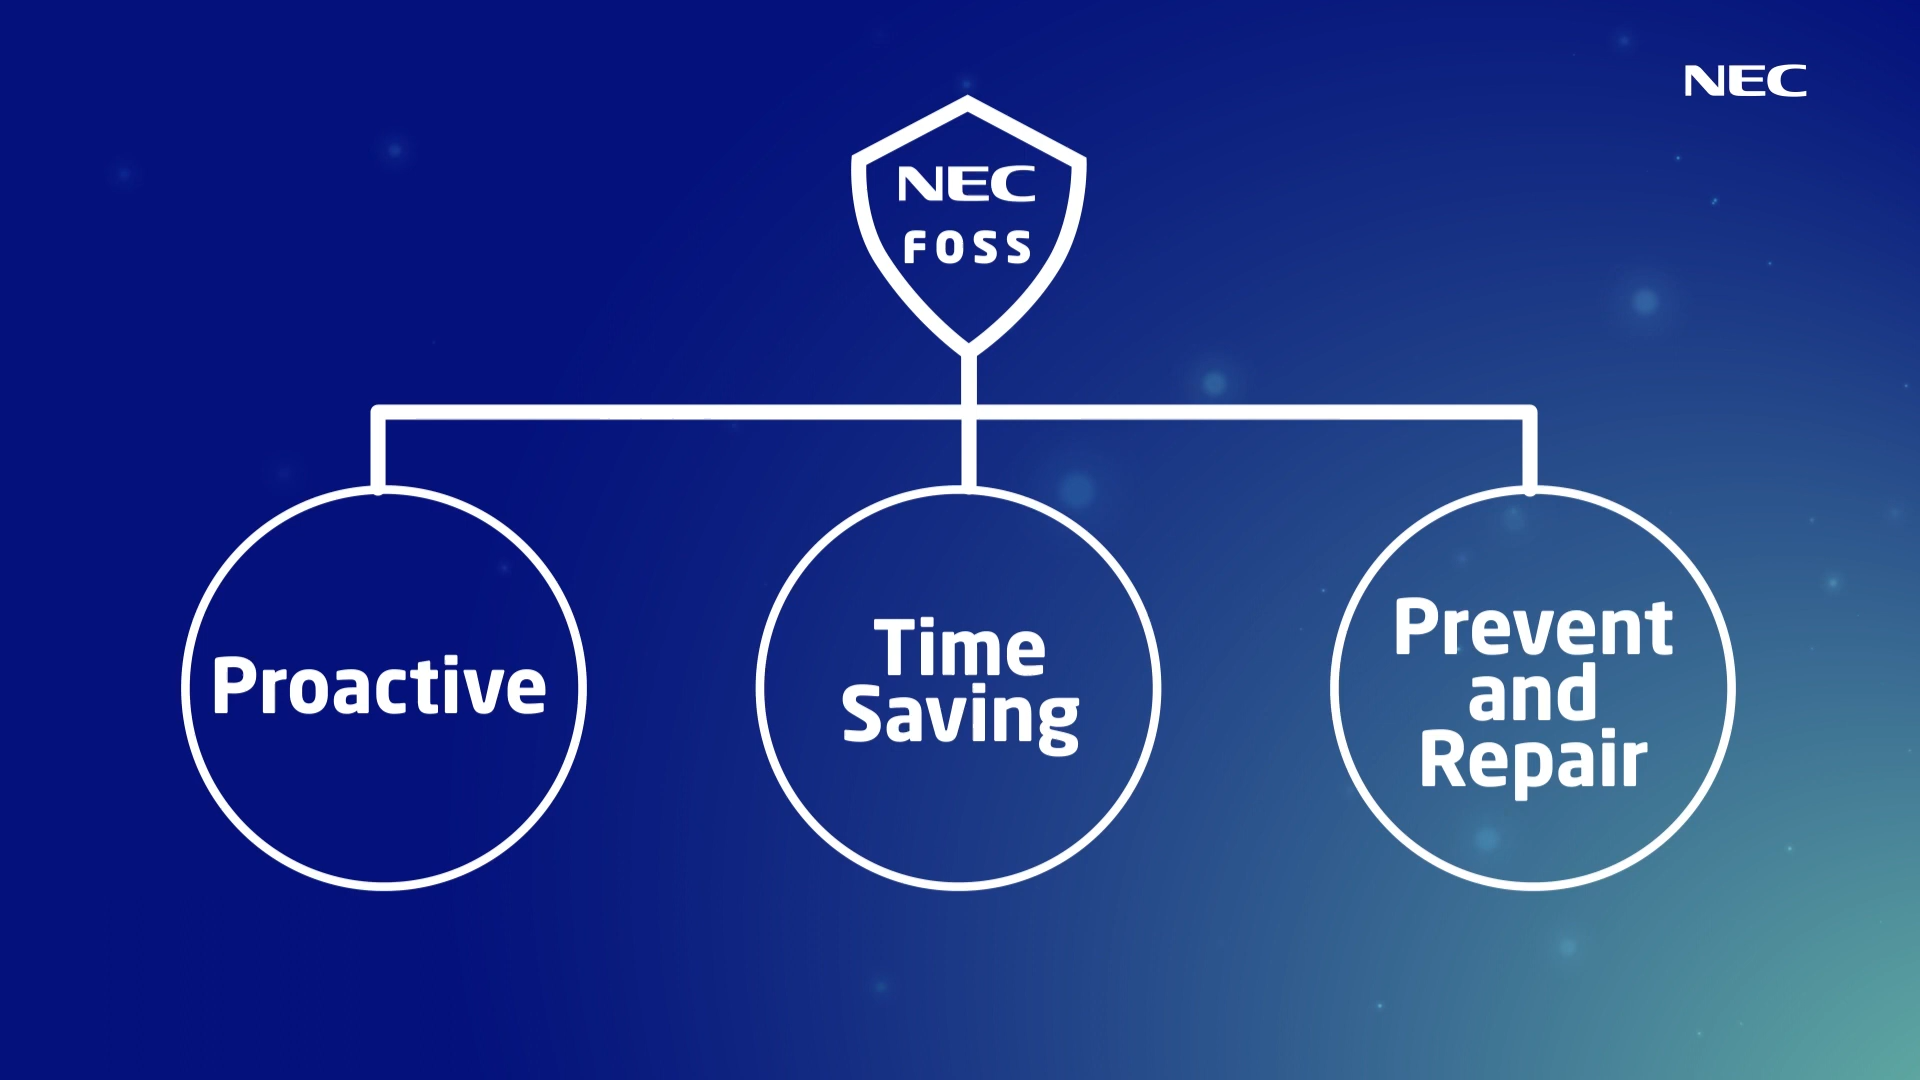 NEC
NEC
FOSS
Proactive
Time
Saving
Prevent
and
Repair